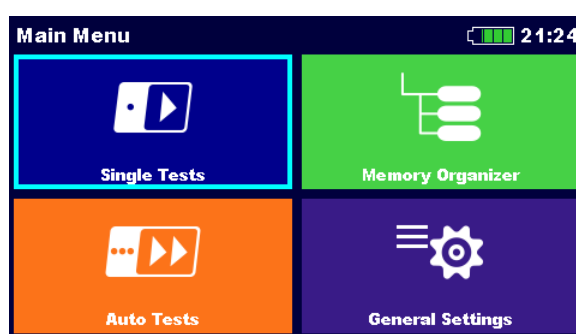 Main Menu 21:24
Single Tests
Memory Organizer
Auto Tests
General Settings